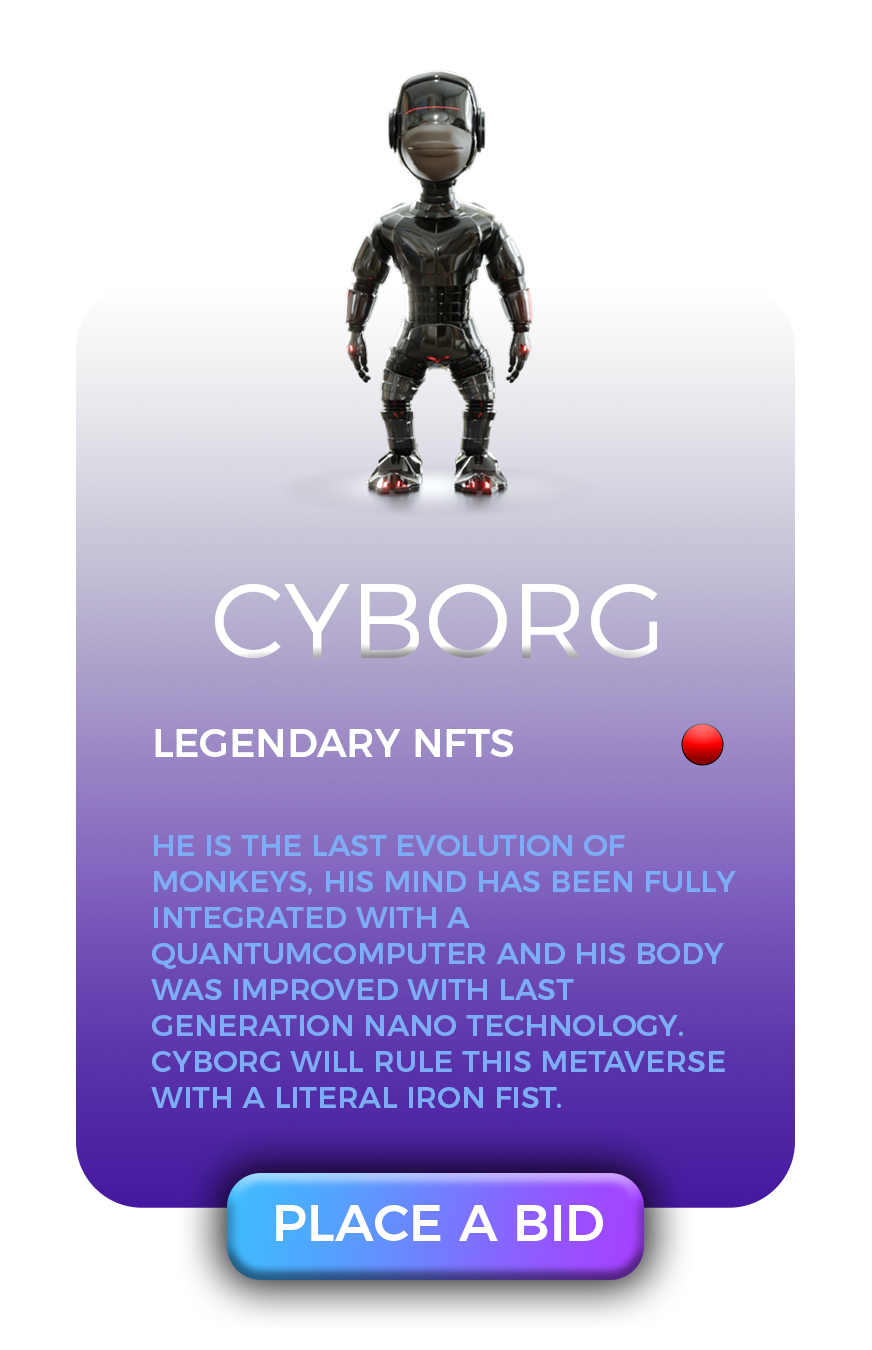 CYBORG
LEGENDARY NFTS
HE IS THE LAST EVOLUTION OF
MONKEYS, HIS MIND HAS BEEN FULLY
INTEGRATED WITH A
QUANTUMCOMPUTER AND HIS BODY
WAS IMPROVED WITH LAST
GENERATION NANO TECHNOLOGY.
CYBORG WILL RULE THIS METAVERSE
WITH A LITERAL IRON FIST.
PLACE A BID